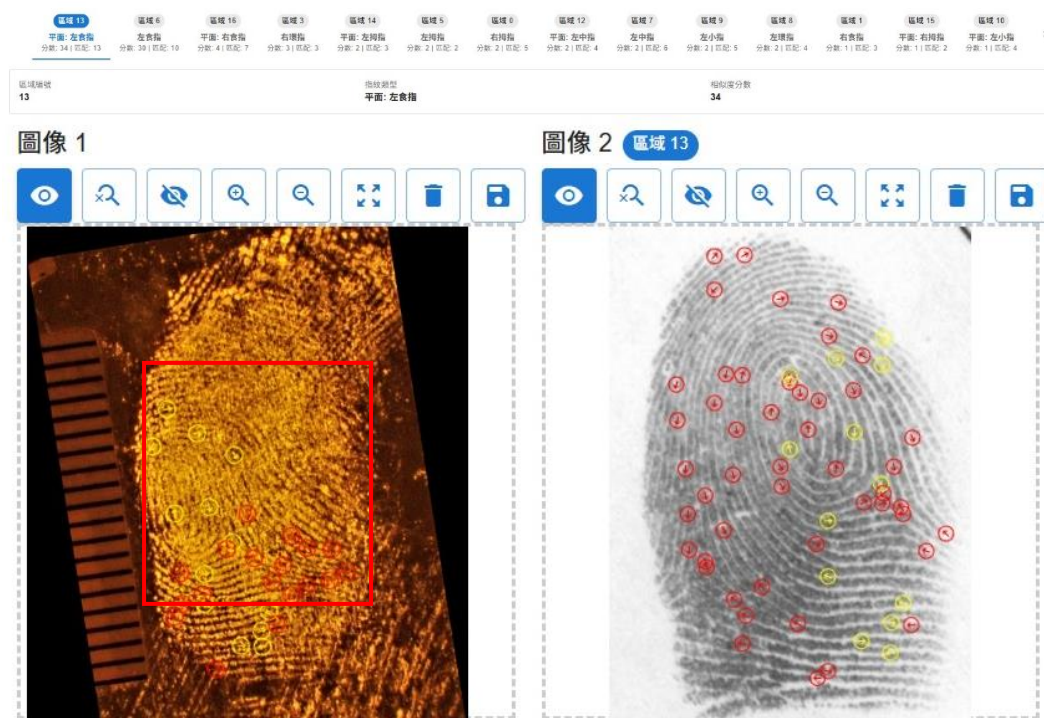 區域 13 區域 6 區域 16 區域 3 區域 14 區域 5 區域 0 區域 12 區域 7 區域 9 區域 8 區域 1 區域 15 區域 10
平面: 左食指 左食指 平面: 右食指 右環指 平面: 左拇指 左拇指 右拇指 平面: 左中指 左中指 左小指 左環指 右食指 平面: 右拇指 平面: 左小指
分數: 34 | 匹配: 13 分數: 30 | 匹配: 10 分數: 4 | 匹配: 7 分數: 3 | 匹配: 3 分數: 2 | 匹配: 3 分數: 2 | 匹配: 2 分數: 2 | 匹配: 5 分數: 2 | 匹配: 4 分數: 2 | 匹配: 6 分數: 2 | 匹配: 5 分數: 2 | 匹配: 4 分數: 1 | 匹配: 3 分數: 1 | 匹配: 2 分數: 1 | 匹配: 4
區域編號 指紋類型 相似度分數
13 平面: 左食指 34
圖像 1 圖像 2 區域 13